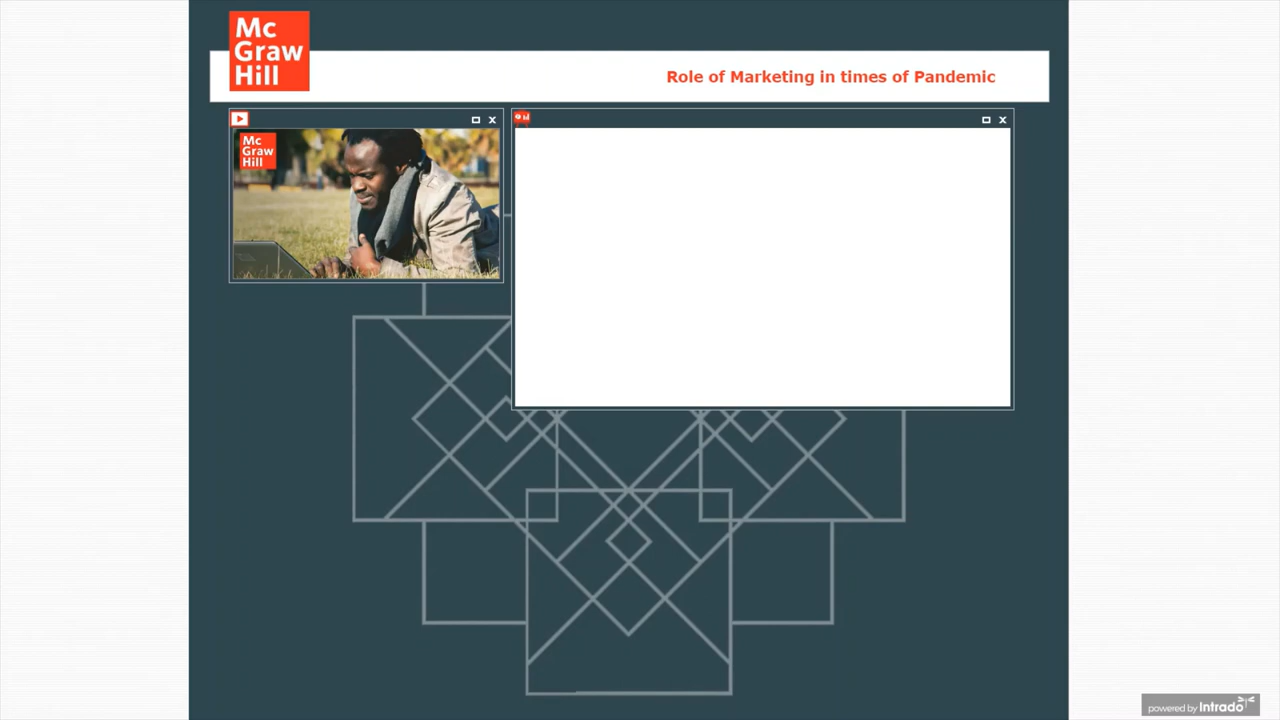 Mc
Graw
Hill
Role of Marketing in times of Pandemic
Mc
Graw
Hill
powered by Intrado